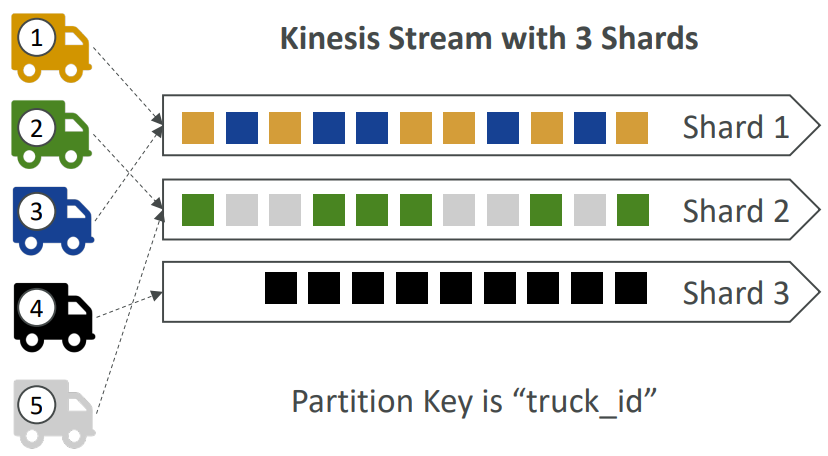 Kinesis Stream with 3 Shards
1
2
3
4
5
Shard 1
Shard 2
Shard 3
Partition Key is “truck_id”